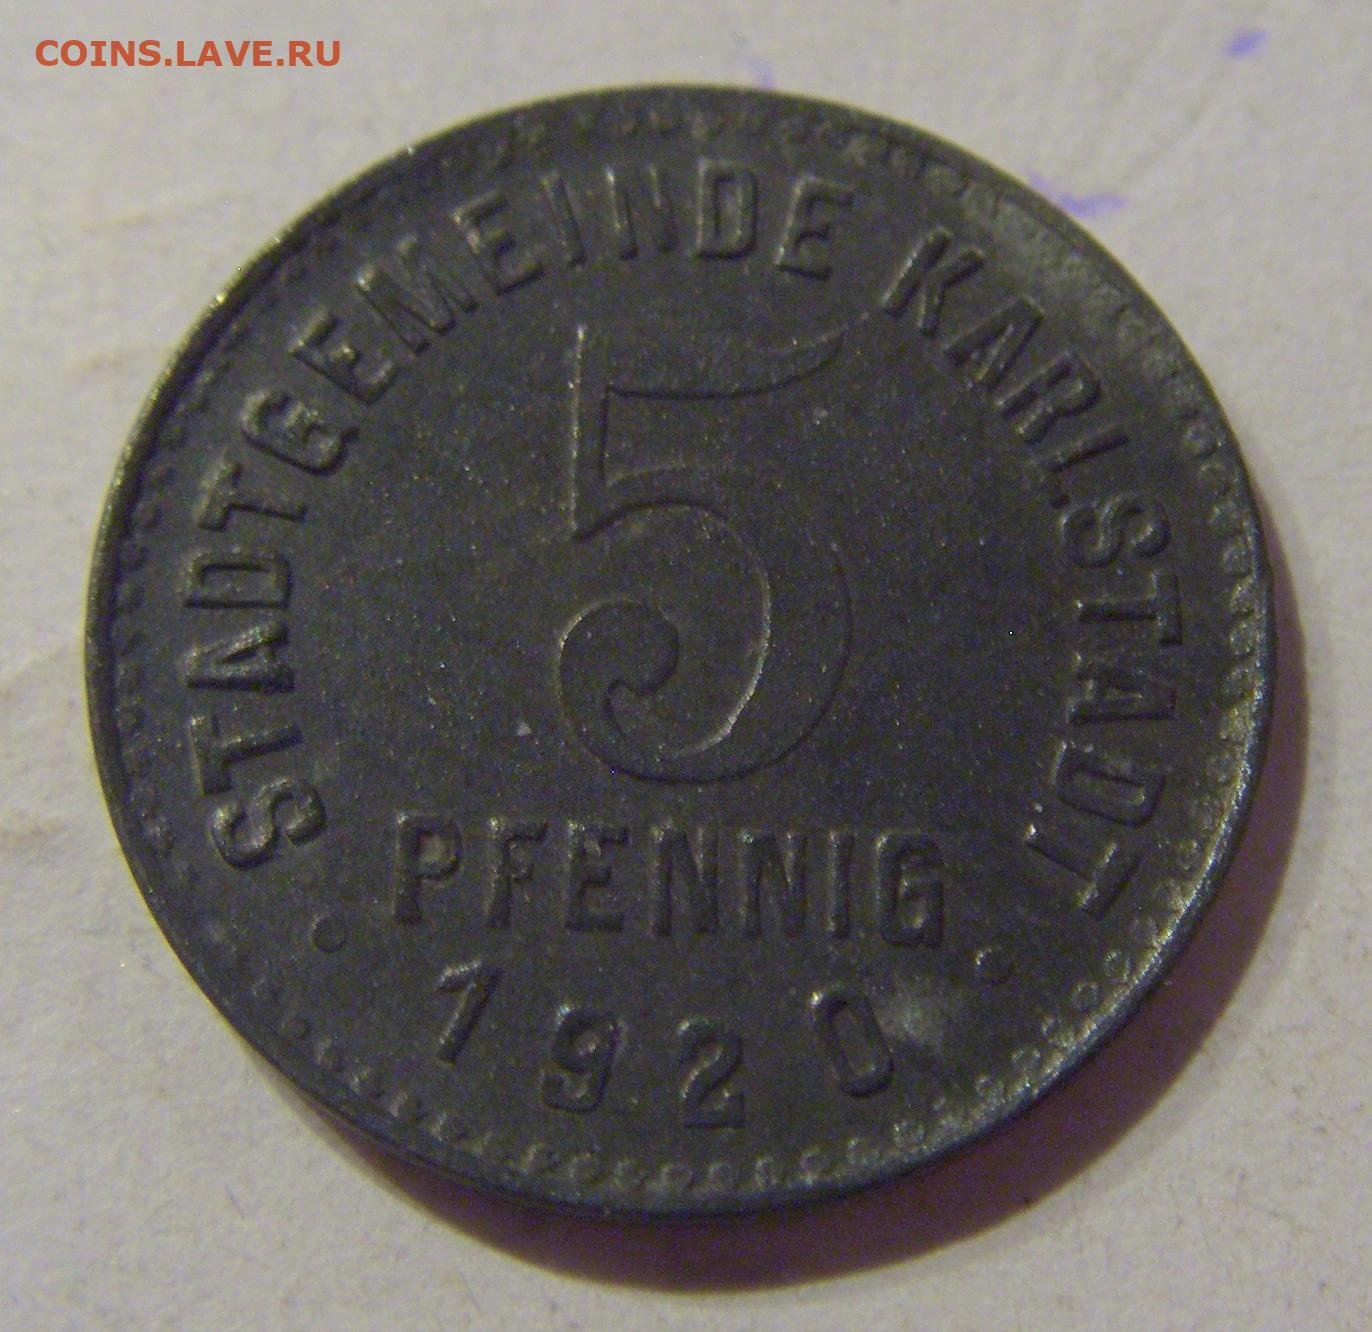 COINS.LAVE.RU
STADTGEMEINDE KARLSTADT
5
PFENNIG
1920